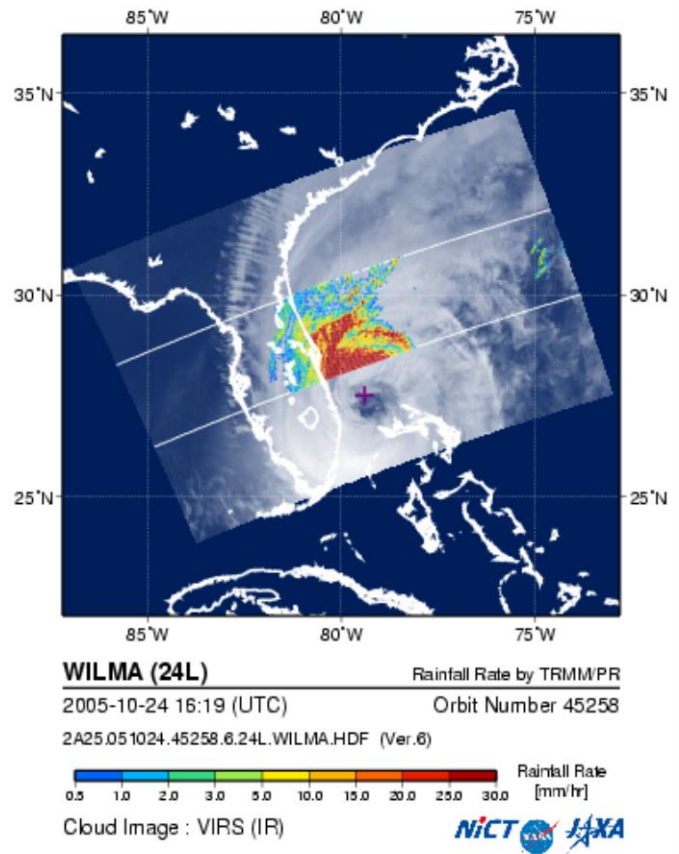 85°W 80°W 75°W
35°N 35°N
30°N 30°N
25°N 25°N
85°W 80°W 75°W
WILMA (24L) Rainfall Rate by TRMM/PR
2005-10-24 16:19 (UTC) Orbit Number 45258
2A25.051024.45258.6.24L.WILMA.HDF (Ver.6)
Rainfall Rate
0.5 1.0 2.0 3.0 5.0 10.0 15.0 20.0 25.0 30.0 [mm/hr]
Cloud Image : VIRS (IR) NiCT NASA JAXA